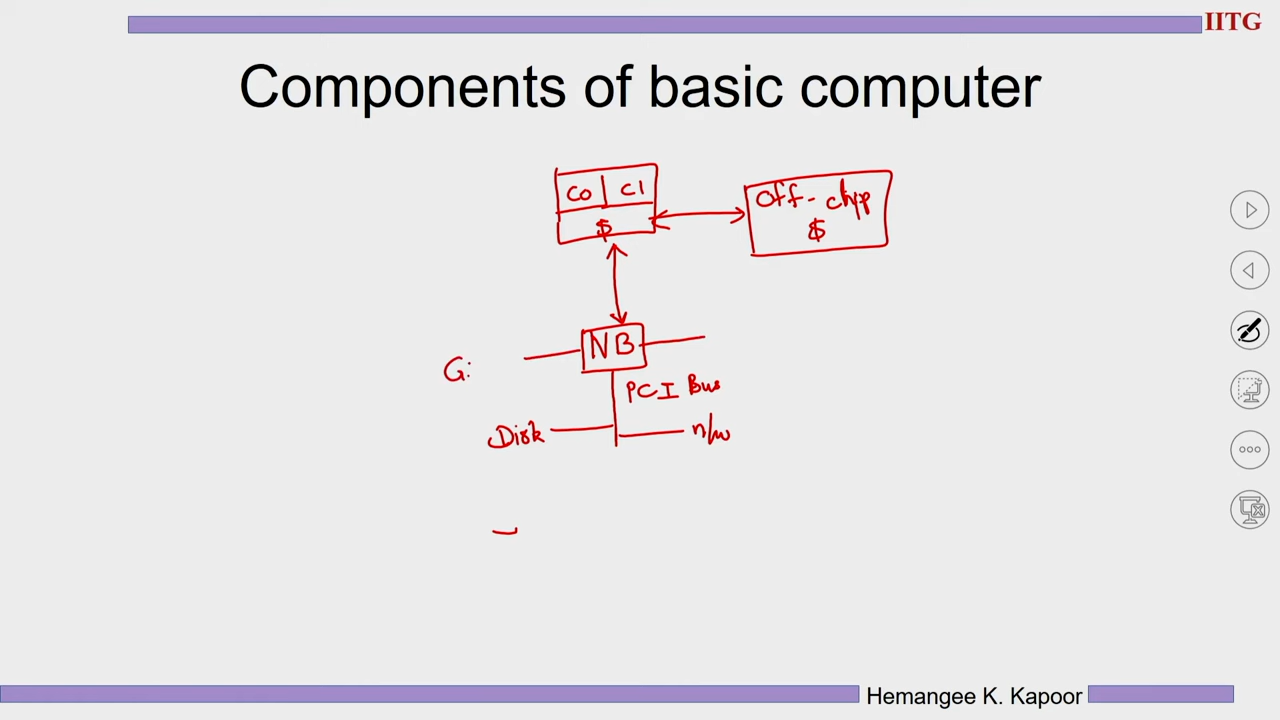 IITG
Components of basic computer
C0 C1
$
Off-chip
$
NB
G:
PCI Bus
Disk
n/w
Hemangee K. Kapoor